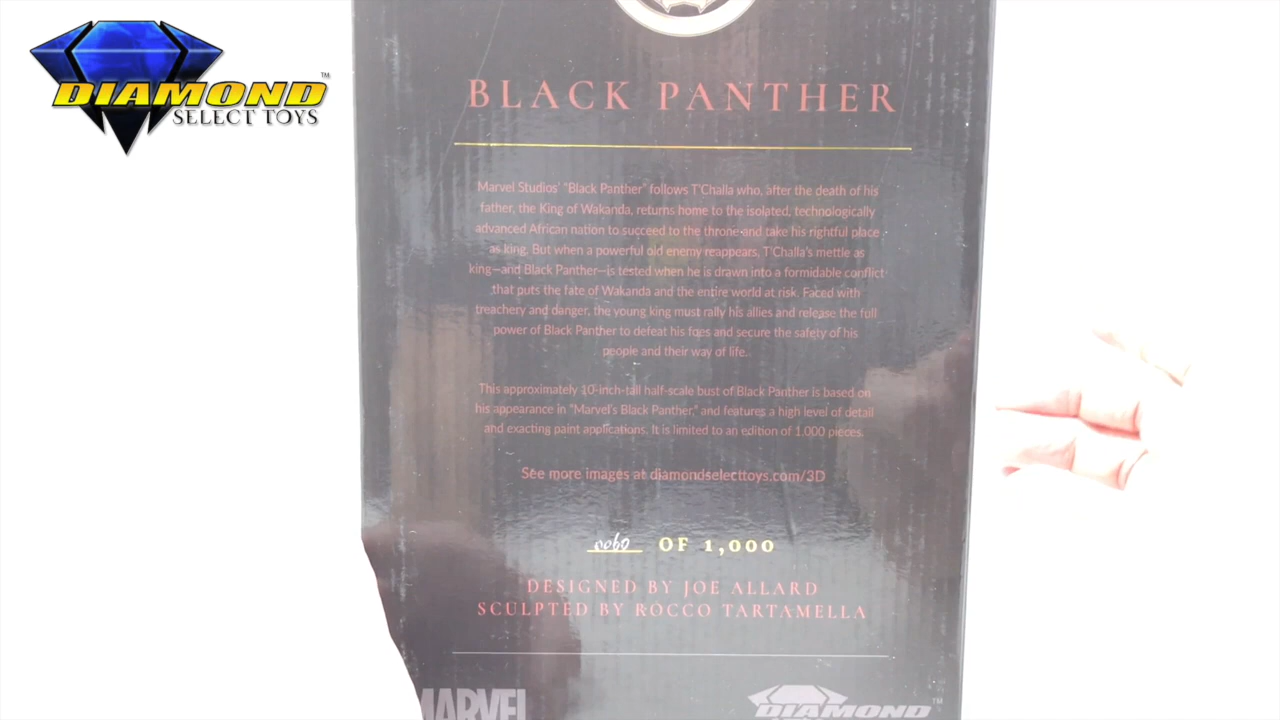 DIAMOND™
SELECT TOYS
BLACK PANTHER
Marvel Studios' "Black Panther" follows T'Challa who, after the death of his
father, the King of Wakanda, returns home to the isolated, technologically
advanced African nation to succeed to the throne and take his rightful place
as king. But when a powerful old enemy reappears, T'Challa's mettle as
king—and Black Panther—is tested when he is drawn into a formidable conflict
that puts the fate of Wakanda and the entire world at risk. Faced with
treachery and danger, the young king must rally his allies and release the full
power of Black Panther to defeat his foes and secure the safety of his
people and their way of life.
This approximately 10-inch-tall half-scale bust of Black Panther is based on
his appearance in "Marvel's Black Panther," and features a high level of detail
and exacting paint applications. It is limited to an edition of 1,000 pieces.
See more images at diamondselecttoys.com/3D
0060 OF 1,000
DESIGNED BY JOE ALLARD
SCULPTED BY ROCCO TARTAMELLA
MARVEL
DIAMOND™